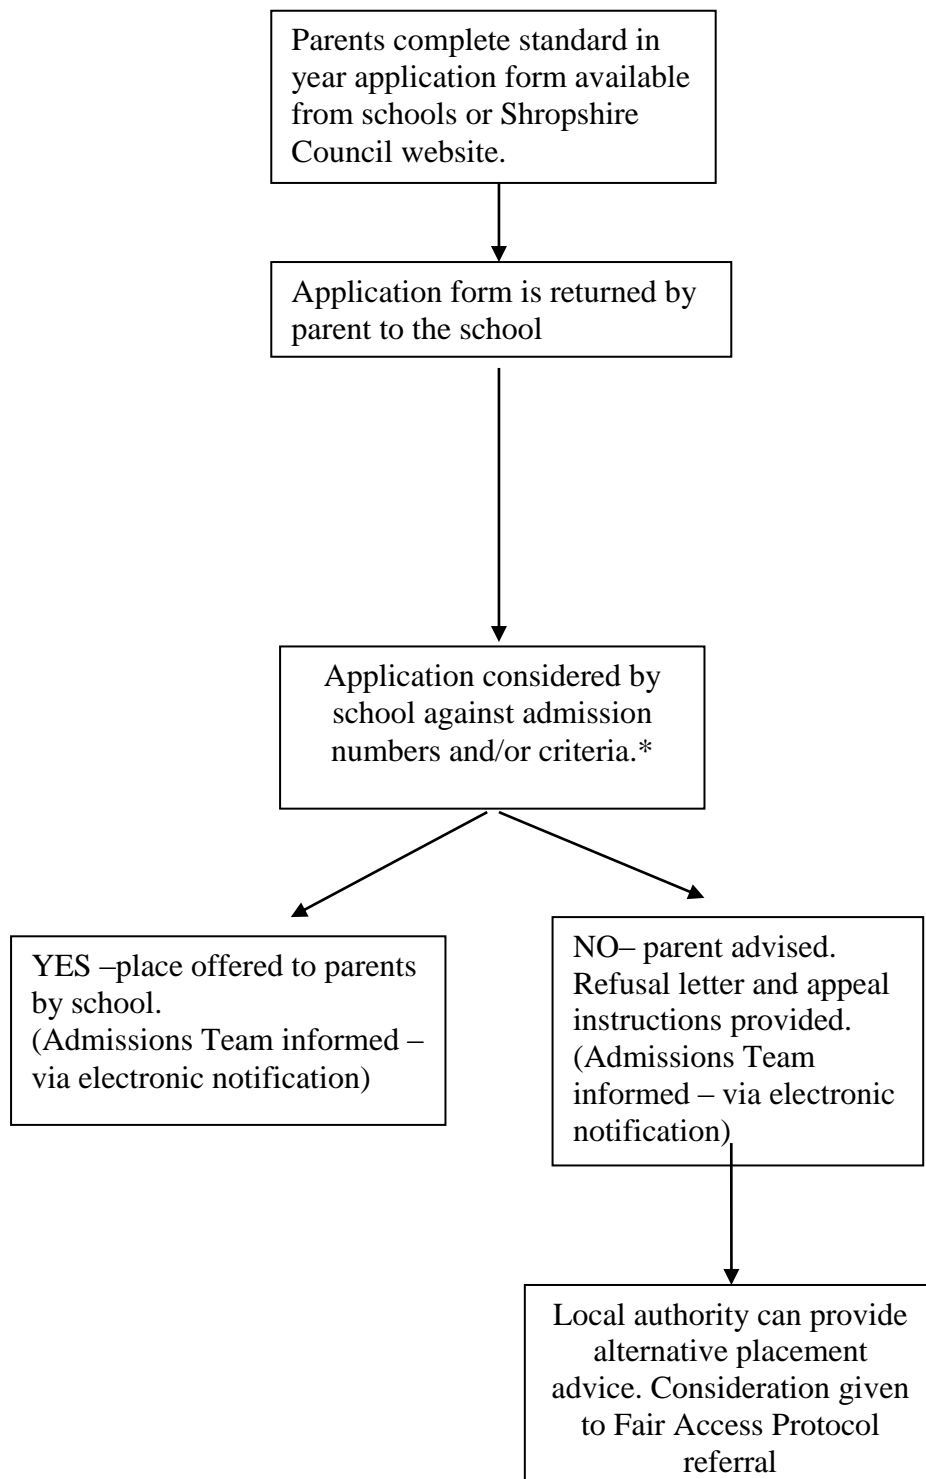 Parents complete standard in
year application form available
from schools or Shropshire
Council website.
Application form is returned by
parent to the school
Application considered by
school against admission
numbers and/or criteria.*
YES –place offered to parents
by school.
(Admissions Team informed –
via electronic notification)
NO– parent advised.
Refusal letter and appeal
instructions provided.
(Admissions Team
informed – via electronic
notification)
Local authority can provide
alternative placement
advice. Consideration given
to Fair Access Protocol
referral